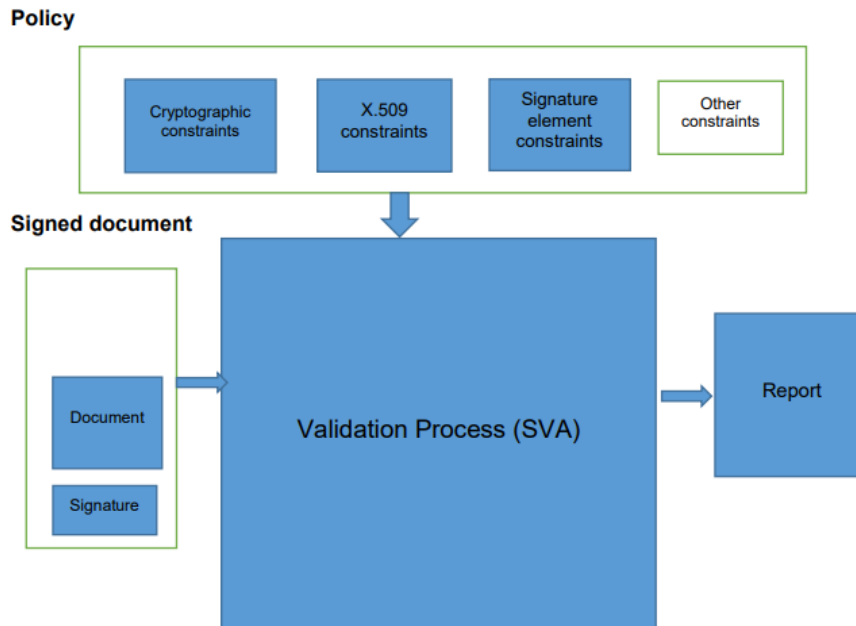 Policy
Cryptographic
constraints
X.509
constraints
Signature
element
constraints
Other
constraints
Signed document
Document
Signature
Validation Process (SVA)
Report